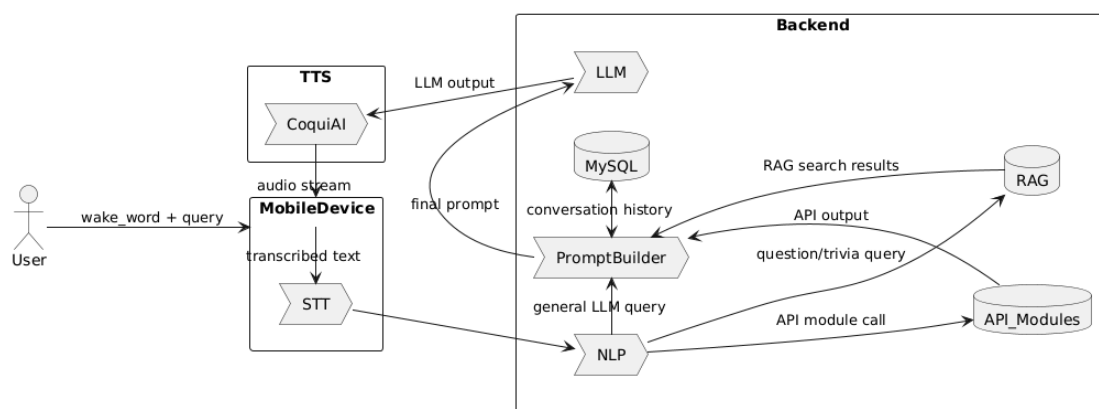 Backend
TTS
LLM output
LLM
CoquiAI
MySQL
RAG search results
RAG
audio stream
MobileDevice
final prompt
conversation history
wake_word + query
API output
User
transcribed text
PromptBuilder
question/trivia query
STT
general LLM query
API_Modules
API module call
NLP